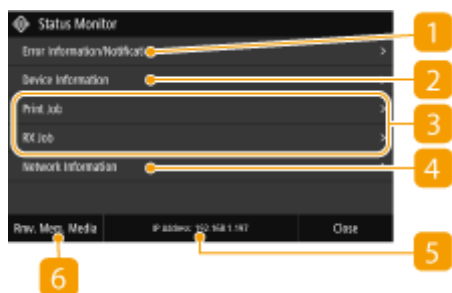 Status Monitor
1
Error Information/Notificat
2
Device Information
Print Job
3
RX Job
4
Network Information
Rmv. Mem. Media
IP Address: 192.168.1.197
Close
5
6